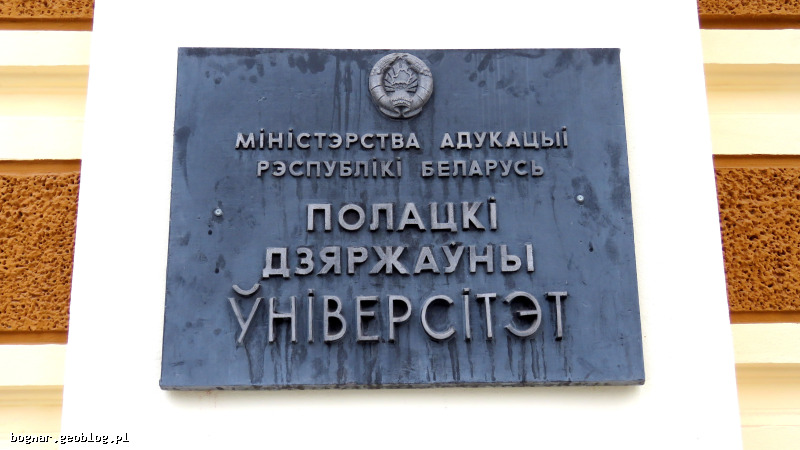 МІНІСТЭРСТВА АДУКАЦЫІ
РЭСПУБЛІКІ БЕЛАРУСЬ
ПОЛАЦКІ
ДЗЯРЖАЎНЫ
ЎНІВЕРСІТЭТ
bognar.geoblog.pl